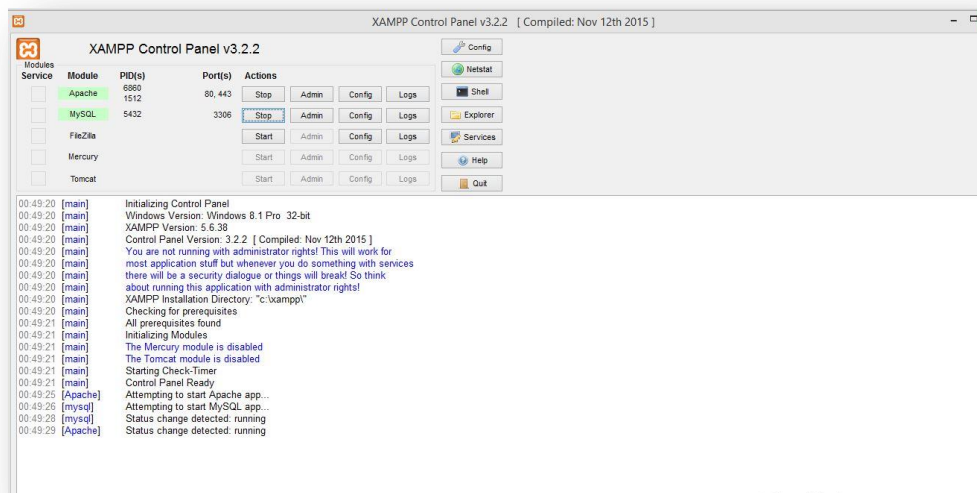 XAMPP Control Panel v3.2.2 [ Compiled: Nov 12th 2015 ]
XAMPP Control Panel v3.2.2
Config
Modules
Service Module PID(s) Port(s) Actions
Netstat
Apache 6860 1512 80, 443 Stop Admin Config Logs
Shell
MySQL 5432 3306 Stop Admin Config Logs
Explorer
FileZilla Start Admin Config Logs
Services
Mercury Start Admin Config Logs
Help
Tomcat Start Admin Config Logs
Quit
00:49:20 [main] Initializing Control Panel
00:49:20 [main] Windows Version: Windows 8.1 Pro 32-bit
00:49:20 [main] XAMPP Version: 5.6.38
00:49:20 [main] Control Panel Version: 3.2.2 [ Compiled: Nov 12th 2015 ]
00:49:20 [main] You are not running with administrator rights! This will work for
00:49:20 [main] most application stuff but whenever you do something with services
00:49:20 [main] there will be a security dialogue or things will break! So think
00:49:20 [main] about running this application with administrator rights!
00:49:20 [main] XAMPP Installation Directory: "c:\xampp\"
00:49:20 [main] Checking for prerequisites
00:49:21 [main] All prerequisites found
00:49:21 [main] Initializing Modules
00:49:21 [main] The Mercury module is disabled
00:49:21 [main] The Tomcat module is disabled
00:49:21 [main] Starting Check-Timer
00:49:21 [main] Control Panel Ready
00:49:25 [Apache] Attempting to start Apache app...
00:49:26 [mysql] Attempting to start MySQL app...
00:49:28 [mysql] Status change detected: running
00:49:29 [Apache] Status change detected: running